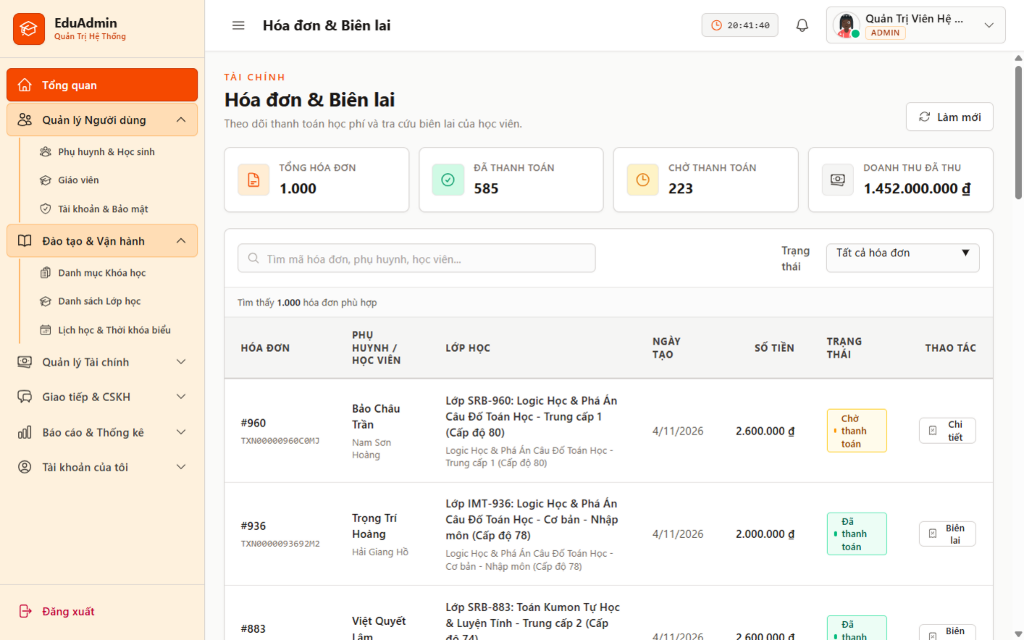 EduAdmin
Quản Trị Hệ Thống
Tổng quan
Quản lý Người dùng
Phụ huynh & Học sinh
Giáo viên
Tài khoản & Bảo mật
Đào tạo & Vận hành
Danh mục Khóa học
Danh sách Lớp học
Lịch học & Thời khóa biểu
Quản lý Tài chính
Giao tiếp & CSKH
Báo cáo & Thống kê
Tài khoản của tôi
Đăng xuất
Hóa đơn & Biên lai
20:41:40
Quản Trị Viên Hệ ...
ADMIN
TÀI CHÍNH
Hóa đơn & Biên lai
Theo dõi thanh toán học phí và tra cứu biên lai của học viên.
Làm mới
TỔNG HÓA ĐƠN
1.000
ĐÃ THANH TOÁN
585
CHỜ THANH TOÁN
223
DOANH THU ĐÃ THU
1.452.000.000 ₫
Tìm mã hóa đơn, phụ huynh, học viên...
Trạng
thái
Tất cả hóa đơn
Tìm thấy 1.000 hóa đơn phù hợp
HÓA ĐƠN
PHỤ
HUYNH /
HỌC VIÊN
LỚP HỌC
NGÀY
TẠO
SỐ TIỀN
TRẠNG
THÁI
THAO TÁC
#960
TXN00000960C0MJ
Bảo Châu
Trần
Nam Sơn
Hoàng
Lớp SRB-960: Logic Học & Phá Án
Câu Đố Toán Học - Trung cấp 1
(Cấp độ 80)
Logic Học & Phá Án Câu Đố Toán Học -
Trung cấp 1 (Cấp độ 80)
4/11/2026
2.600.000 ₫
Chờ
thanh
toán
Chi
tiết
#936
TXN0000093692M2
Trọng Trí
Hoàng
Hải Giang Hồ
Lớp IMT-936: Logic Học & Phá Án
Câu Đố Toán Học - Cơ bản - Nhập
môn (Cấp độ 78)
Logic Học & Phá Án Câu Đố Toán Học -
Cơ bản - Nhập môn (Cấp độ 78)
4/11/2026
2.000.000 ₫
Đã
thanh
toán
Biên
lai
#883
Việt Quyết
Lâm
Lớp SRB-883: Toán Kumon Tự Học
& Luyện Tính - Trung cấp 2 (Cấp
độ 74)
4/11/2026
2.600.000 ₫
Đã
thanh
Biên